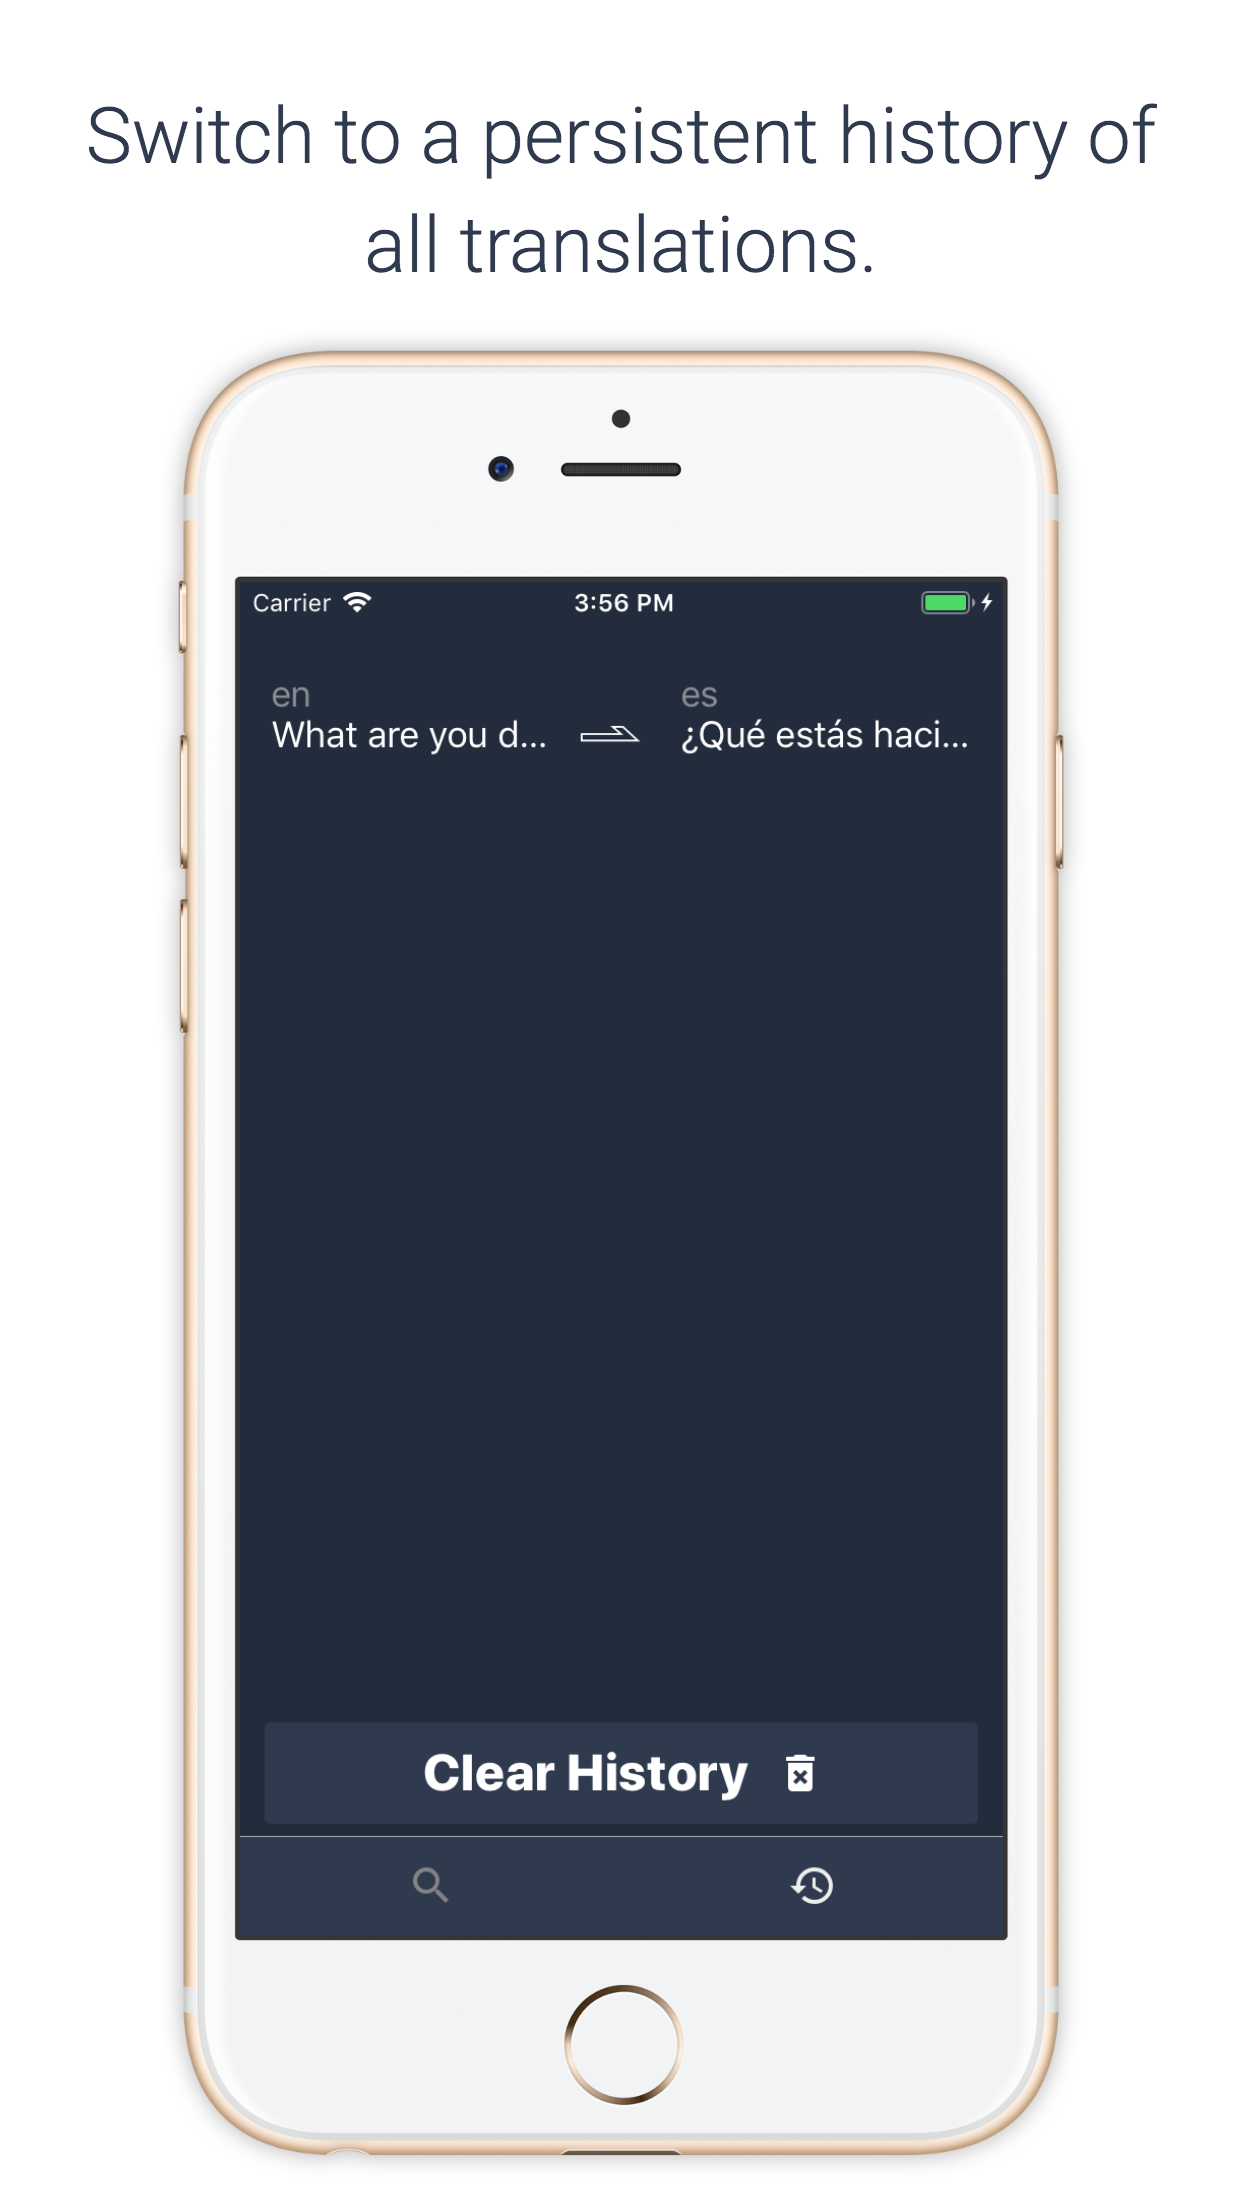 Switch to a persistent history of
all translations.
Carrier 3:56 PM
en es
What are you d... ¿Qué estás haci...
Clear History